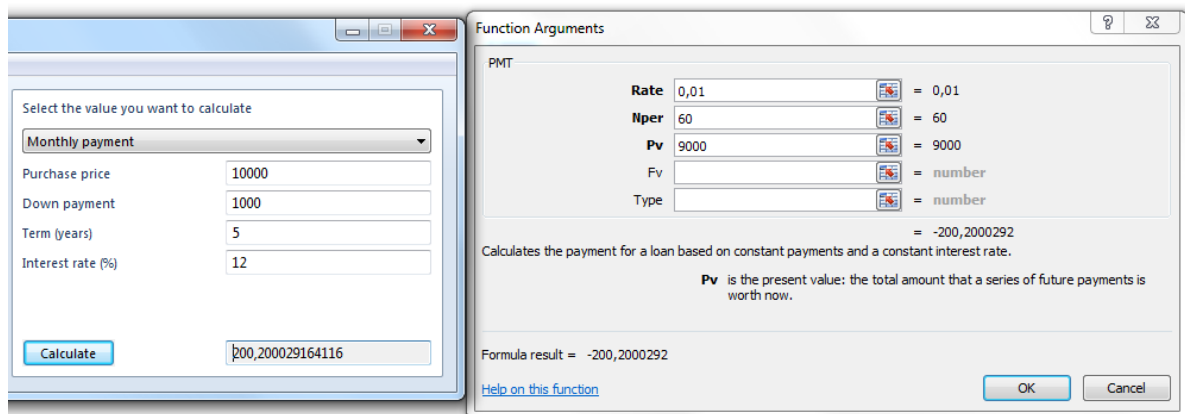 Select the value you want to calculate
Monthly payment
Purchase price 10000
Down payment 1000
Term (years) 5
Interest rate (%) 12
Calculate 200,200029164116
Function Arguments
PMT
Rate 0,01 = 0,01
Nper 60 = 60
Pv 9000 = 9000
Fv = number
Type = number
= -200,2000292
Calculates the payment for a loan based on constant payments and a constant interest rate.
Pv is the present value: the total amount that a series of future payments is
worth now.
Formula result = -200,2000292
Help on this function OK Cancel